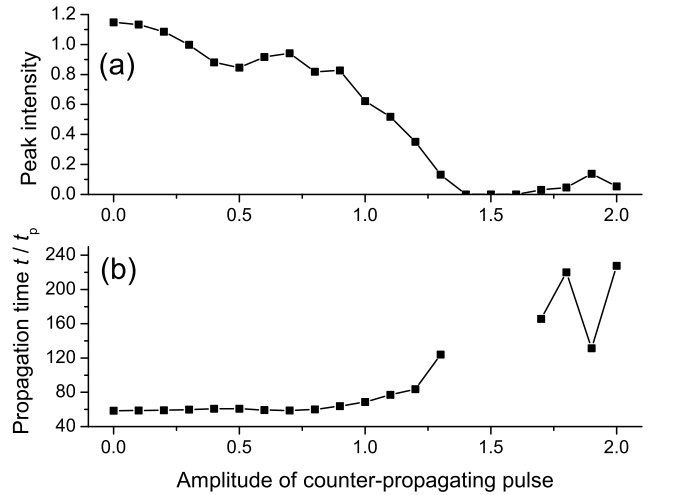 1.2
1.0
0.8
0.6
0.4
0.2
0.0
Peak intensity
(a)
0.0 0.5 1.0 1.5 2.0
240
200
160
120
80
40
Propagation time t / tp
(b)
0.0 0.5 1.0 1.5 2.0
Amplitude of counter-propagating pulse